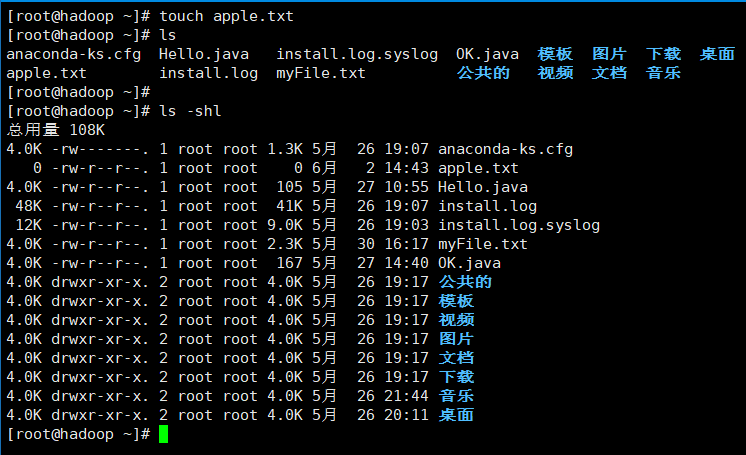 [root@hadoop ~]# touch apple.txt
[root@hadoop ~]# ls
anaconda-ks.cfg  Hello.java   install.log.syslog  OK.java  模板  图片  下载  桌面
apple.txt        install.log  myFile.txt          公共的   视频  文档  音乐
[root@hadoop ~]#
[root@hadoop ~]# ls -shl
总用量 108K
4.0K -rw-------. 1 root root 1.3K 5月  26 19:07 anaconda-ks.cfg
   0 -rw-r--r--. 1 root root    0 6月   2 14:43 apple.txt
4.0K -rw-r--r--. 1 root root  105 5月  27 10:55 Hello.java
 48K -rw-r--r--. 1 root root  41K 5月  26 19:07 install.log
 12K -rw-r--r--. 1 root root 9.0K 5月  26 19:03 install.log.syslog
4.0K -rw-r--r--. 1 root root 2.3K 5月  30 16:17 myFile.txt
4.0K -rw-r--r--. 1 root root  167 5月  27 14:40 OK.java
4.0K drwxr-xr-x. 2 root root 4.0K 5月  26 19:17 公共的
4.0K drwxr-xr-x. 2 root root 4.0K 5月  26 19:17 模板
4.0K drwxr-xr-x. 2 root root 4.0K 5月  26 19:17 视频
4.0K drwxr-xr-x. 2 root root 4.0K 5月  26 19:17 图片
4.0K drwxr-xr-x. 2 root root 4.0K 5月  26 19:17 文档
4.0K drwxr-xr-x. 2 root root 4.0K 5月  26 19:17 下载
4.0K drwxr-xr-x. 2 root root 4.0K 5月  26 21:44 音乐
4.0K drwxr-xr-x. 2 root root 4.0K 5月  26 20:11 桌面
[root@hadoop ~]#